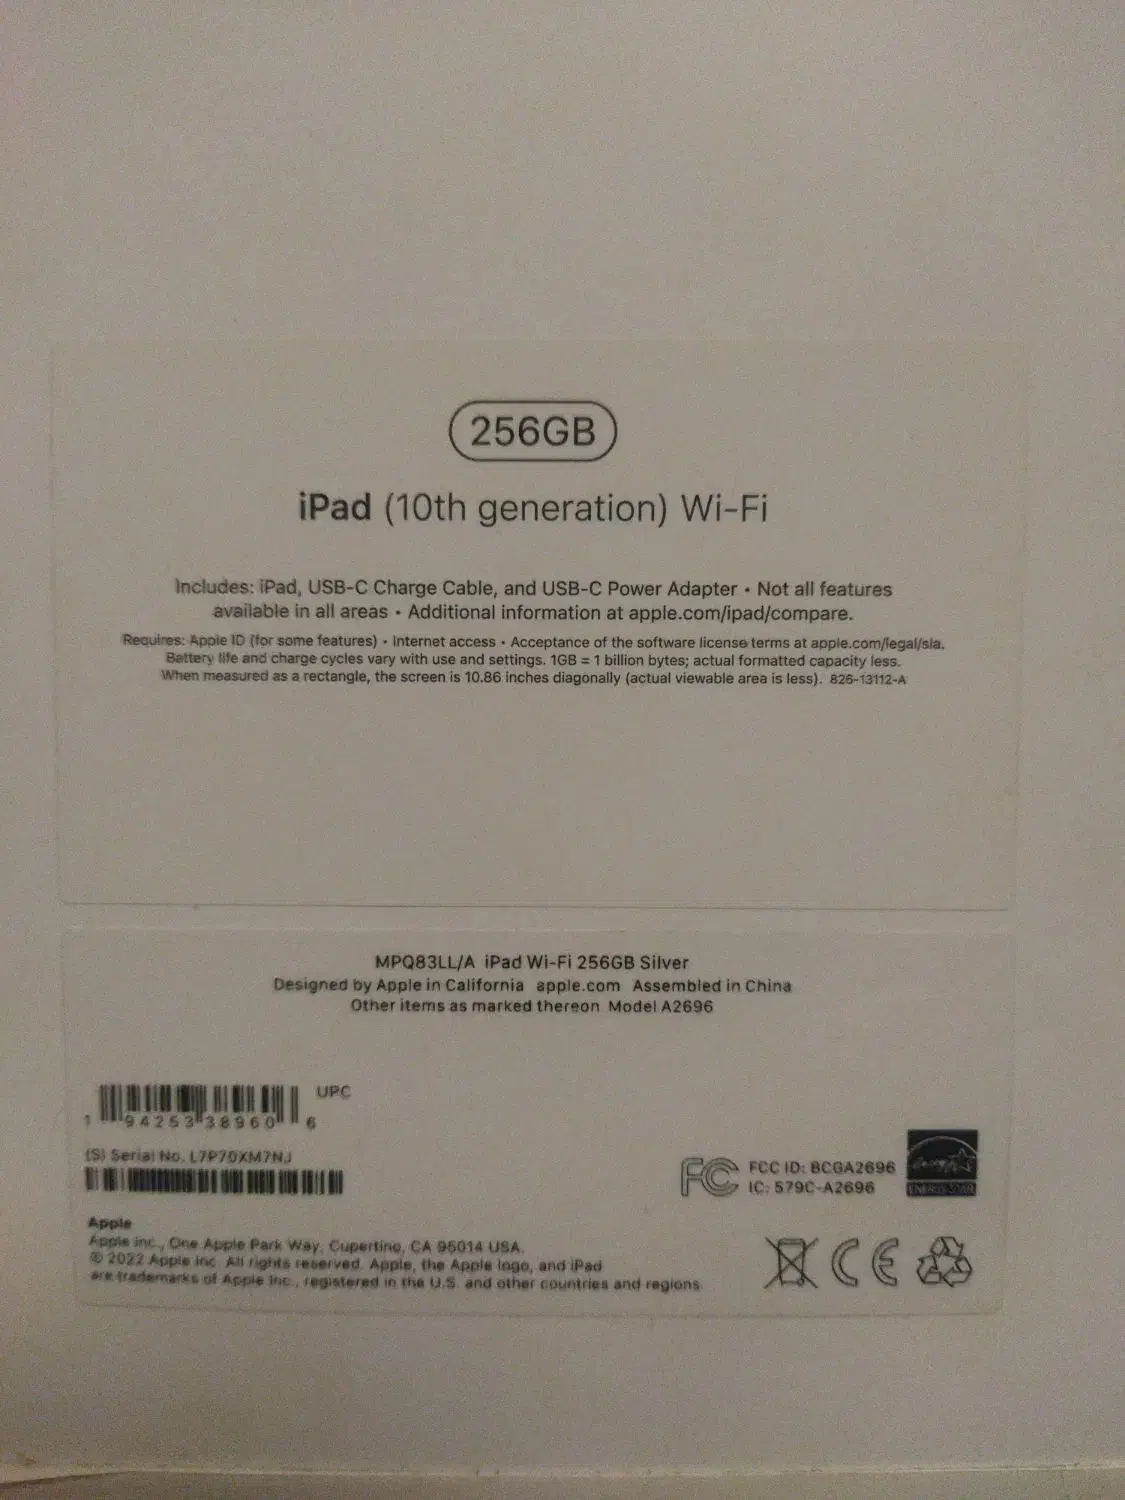 256GB
iPad (10th generation) Wi-Fi
Includes: iPad, USB-C Charge Cable, and USB-C Power Adapter • Not all features
available in all areas • Additional information at apple.com/ipad/compare.
Requires: Apple ID (for some features) • Internet access • Acceptance of the software license terms at apple.com/legal/sla.
Battery life and charge cycles vary with use and settings. 1GB = 1 billion bytes; actual formatted capacity less.
When measured as a rectangle, the screen is 10.86 inches diagonally (actual viewable area is less). 826-13112-A
MPQ83LL/A iPad Wi-Fi 256GB Silver
Designed by Apple in California apple.com Assembled in China
Other items as marked thereon Model A2696
UPC
1 94253 38960 6
(S) Serial No. L7P70XM7NJ
FCC ID: BCGA2696
IC: 579C-A2696
ENERGY STAR
Apple
Apple Inc., One Apple Park Way, Cupertino, CA 95014 USA.
© 2022 Apple Inc. All rights reserved. Apple, the Apple logo, and iPad
are trademarks of Apple Inc., registered in the U.S. and other countries and regions.